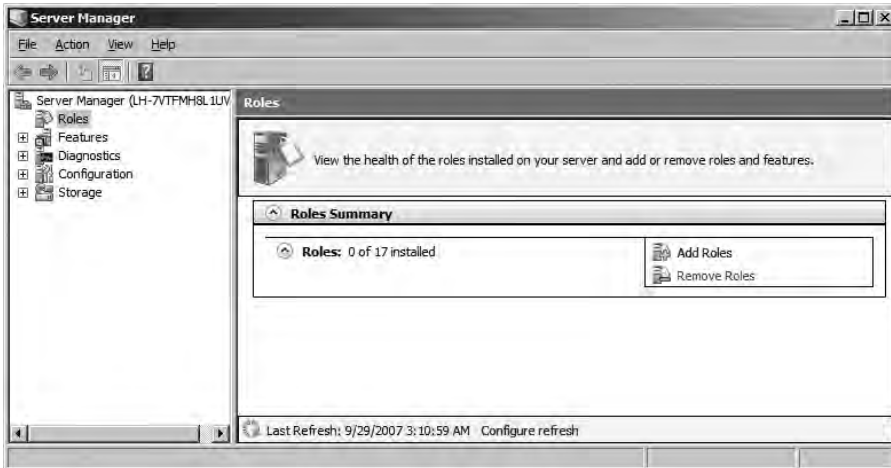 Server Manager
File Action View Help
Server Manager (LH-7VTFMH8L1UV
Roles
Features
Diagnostics
Configuration
Storage
Roles
View the health of the roles installed on your server and add or remove roles and features.
Roles Summary
Roles: 0 of 17 installed
Add Roles
Remove Roles
Last Refresh: 9/29/2007 3:10:59 AM Configure refresh